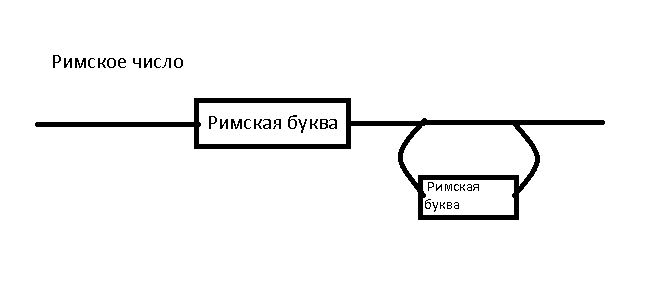 Римское число
Римская буква
Римская
буква